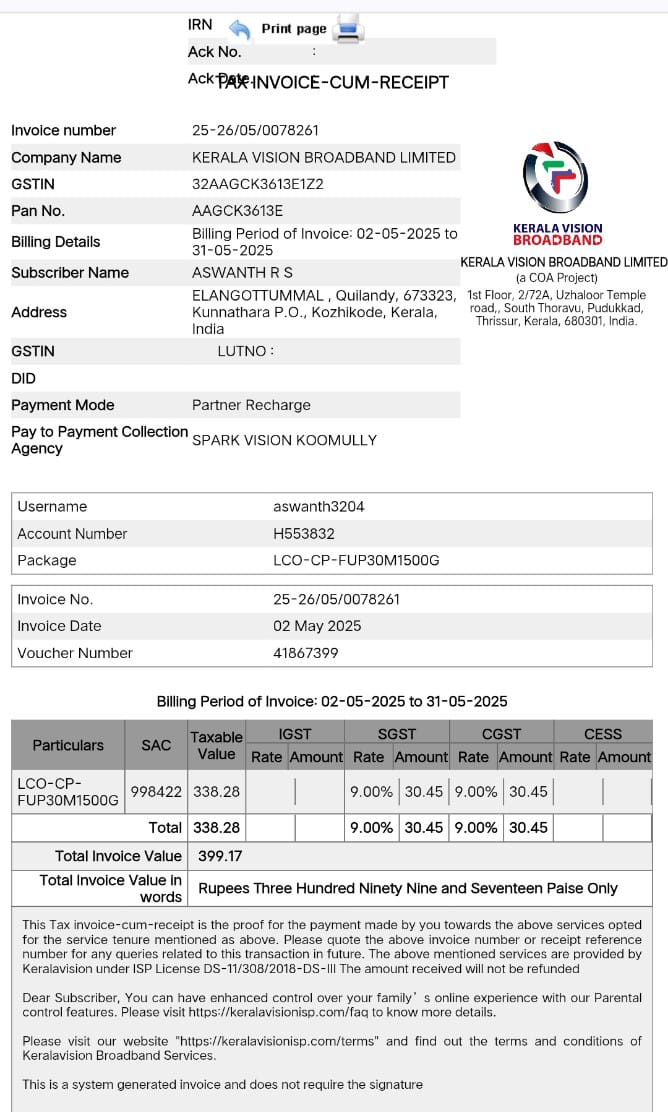 IRN
Print page
Ack No. :
Ack Date:
TAX INVOICE-CUM-RECEIPT
Invoice number 25-26/05/0078261
Company Name KERALA VISION BROADBAND LIMITED
GSTIN 32AAGCK3613E1Z2
Pan No. AAGCK3613E
Billing Details Billing Period of Invoice: 02-05-2025 to
31-05-2025
Subscriber Name ASWANTH R S
Address ELANGOTTUMMAL , Quilandy, 673323,
Kunnathara P.O., Kozhikode, Kerala,
India
GSTIN LUTNO :
DID
Payment Mode Partner Recharge
Pay to Payment Collection
Agency SPARK VISION KOOMULLY
KERALA VISION
BROADBAND
KERALA VISION BROADBAND LIMITED
(a COA Project)
1st Floor, 2/72A, Uzhaloor Temple
road,, South Thoravu, Pudukkad,
Thrissur, Kerala, 680301, India.
Username aswanth3204
Account Number H553832
Package LCO-CP-FUP30M1500G
Invoice No. 25-26/05/0078261
Invoice Date 02 May 2025
Voucher Number 41867399
Billing Period of Invoice: 02-05-2025 to 31-05-2025
Particulars SAC Taxable Value IGST SGST CGST CESS
Rate Amount Rate Amount Rate Amount Rate Amount
LCO-CP-
FUP30M1500G 998422 338.28 9.00% 30.45 9.00% 30.45
Total 338.28 9.00% 30.45 9.00% 30.45
Total Invoice Value 399.17
Total Invoice Value in
words Rupees Three Hundred Ninety Nine and Seventeen Paise Only
This Tax invoice-cum-receipt is the proof for the payment made by you towards the above services opted
for the service tenure mentioned as above. Please quote the above invoice number or receipt reference
number for any queries related to this transaction in future. The above mentioned services are provided by
Keralavision under ISP License DS-11/308/2018-DS-III The amount received will not be refunded
Dear Subscriber, You can have enhanced control over your family's online experience with our Parental
control features. Please visit https://keralavisionisp.com/faq to know more details.
Please visit our website "https://keralavisionisp.com/terms" and find out the terms and conditions of
Keralavision Broadband Services.
This is a system generated invoice and does not require the signature